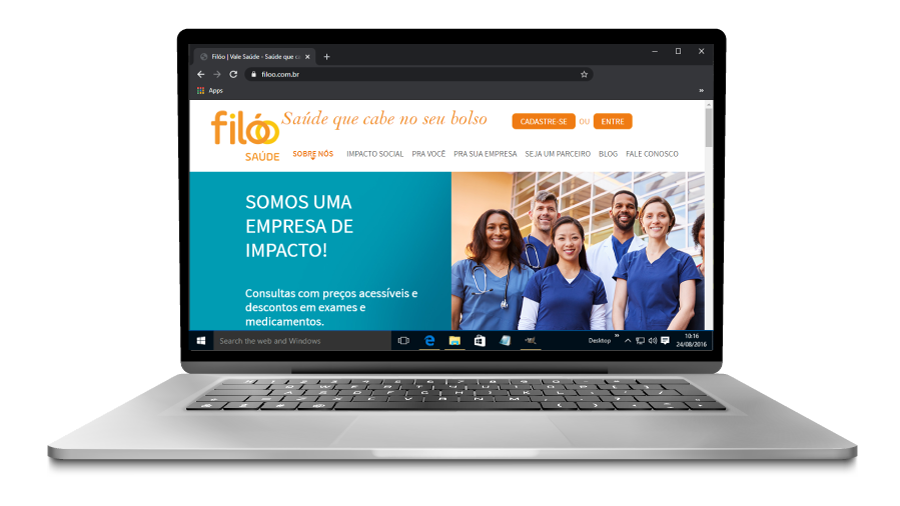 Filóo | Vale Saúde - Saúde que c
filoo.com.br
Apps
filóo
SAÚDE
Saúde que cabe no seu bolso
CADASTRE-SE OU ENTRE
SOBRE NÓS IMPACTO SOCIAL PRA VOCÊ PRA SUA EMPRESA SEJA UM PARCEIRO BLOG FALE CONOSCO
SOMOS UMA
EMPRESA DE
IMPACTO!
Consultas com preços acessíveis e
descontos em exames e
medicamentos.
Search the web and Windows
Desktop
10:16
24/08/2016